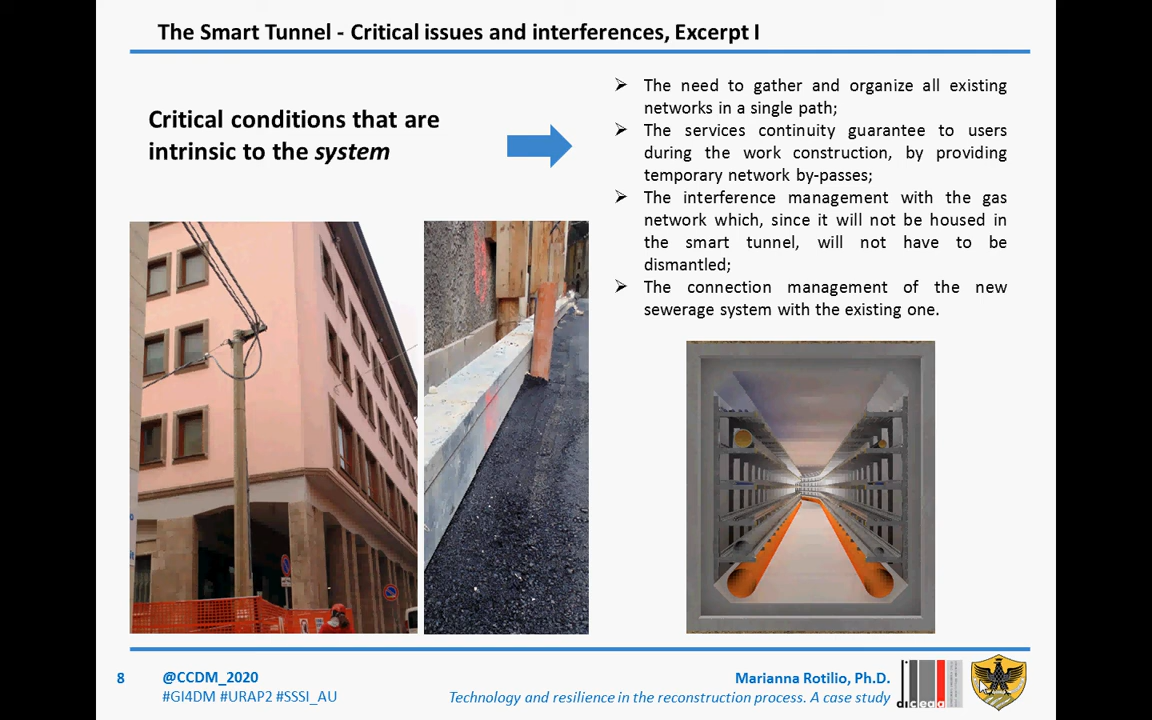 The Smart Tunnel - Critical issues and interferences, Excerpt I
Critical conditions that are
intrinsic to the system
➢ The need to gather and organize all existing
networks in a single path;
➢ The services continuity guarantee to users
during the work construction, by providing
temporary network by-passes;
➢ The interference management with the gas
network which, since it will not be housed in
the smart tunnel, will not have to be
dismantled;
➢ The connection management of the new
sewerage system with the existing one.
8
@CCDM_2020
#GI4DM #URAP2 #SSSI_AU
Marianna Rotilio, Ph.D.
Technology and resilience in the reconstruction process. A case study
diceaa